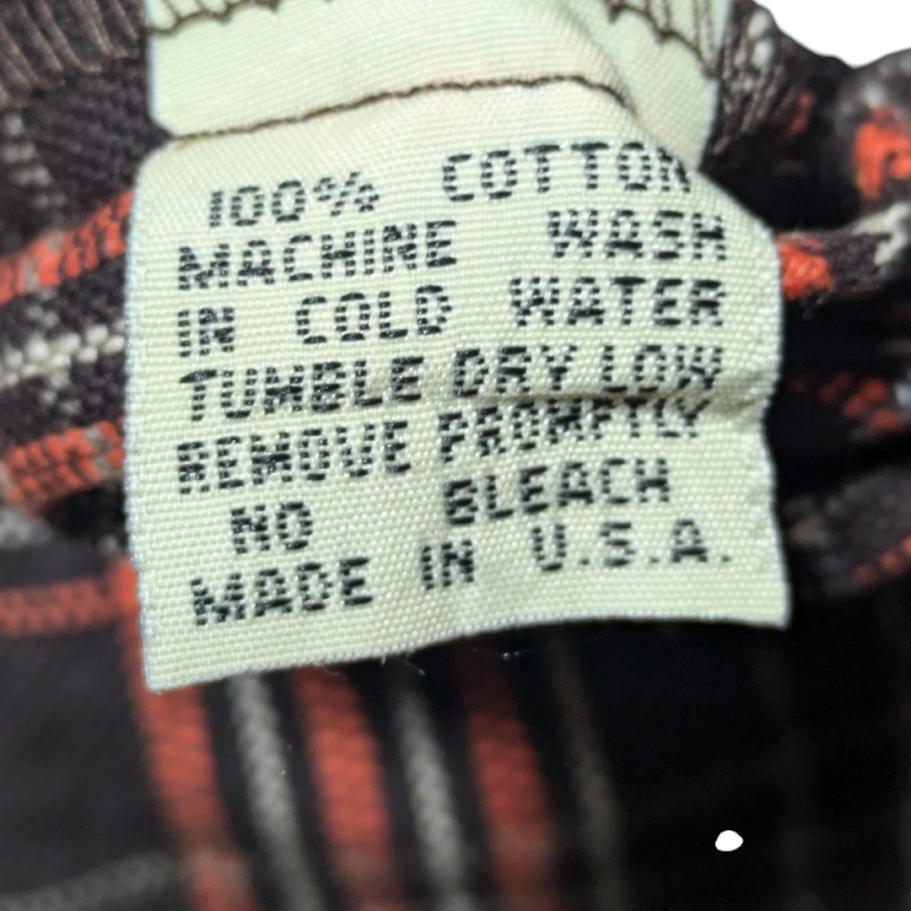 100% COTTON
MACHINE WASH
IN COLD WATER
TUMBLE DRY LOW
REMOVE PROMPTLY
NO BLEACH
MADE IN U.S.A.